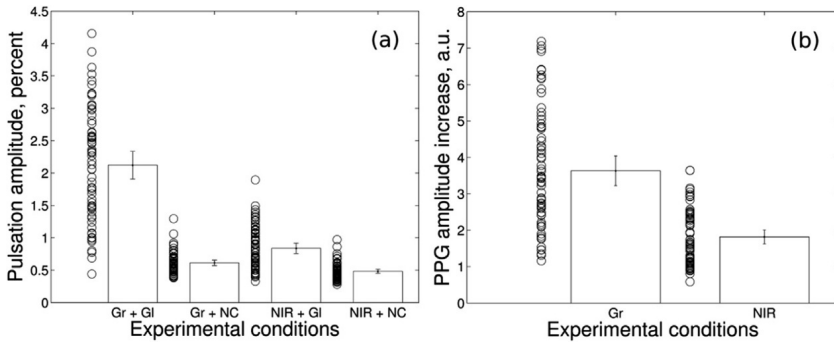 (a)
Pulsation amplitude, percent
4.5
4
3.5
3
2.5
2
1.5
1
0.5
0
Gr + Gl
Gr + NC
NIR + Gl
NIR + NC
Experimental conditions
(b)
PPG amplitude increase, a.u.
8
7
6
5
4
3
2
1
0
Gr
NIR
Experimental conditions